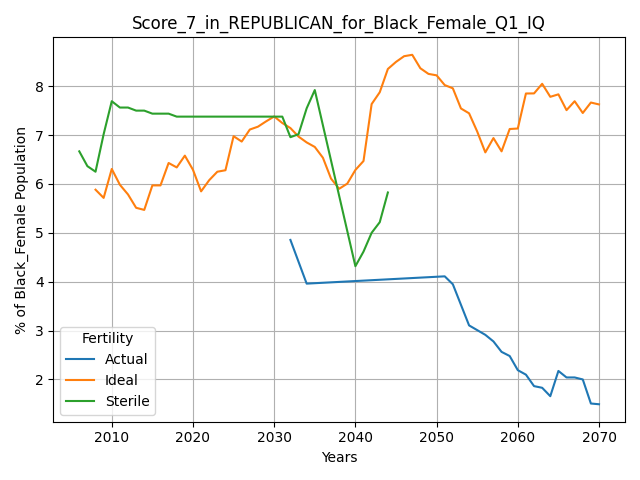 Score_7_in_REPUBLICAN_for_Black_Female_Q1_IQ
% of Black_Female Population
8
7
6
5
4
3
2
Fertility
Actual
Ideal
Sterile
2010 2020 2030 2040 2050 2060 2070
Years